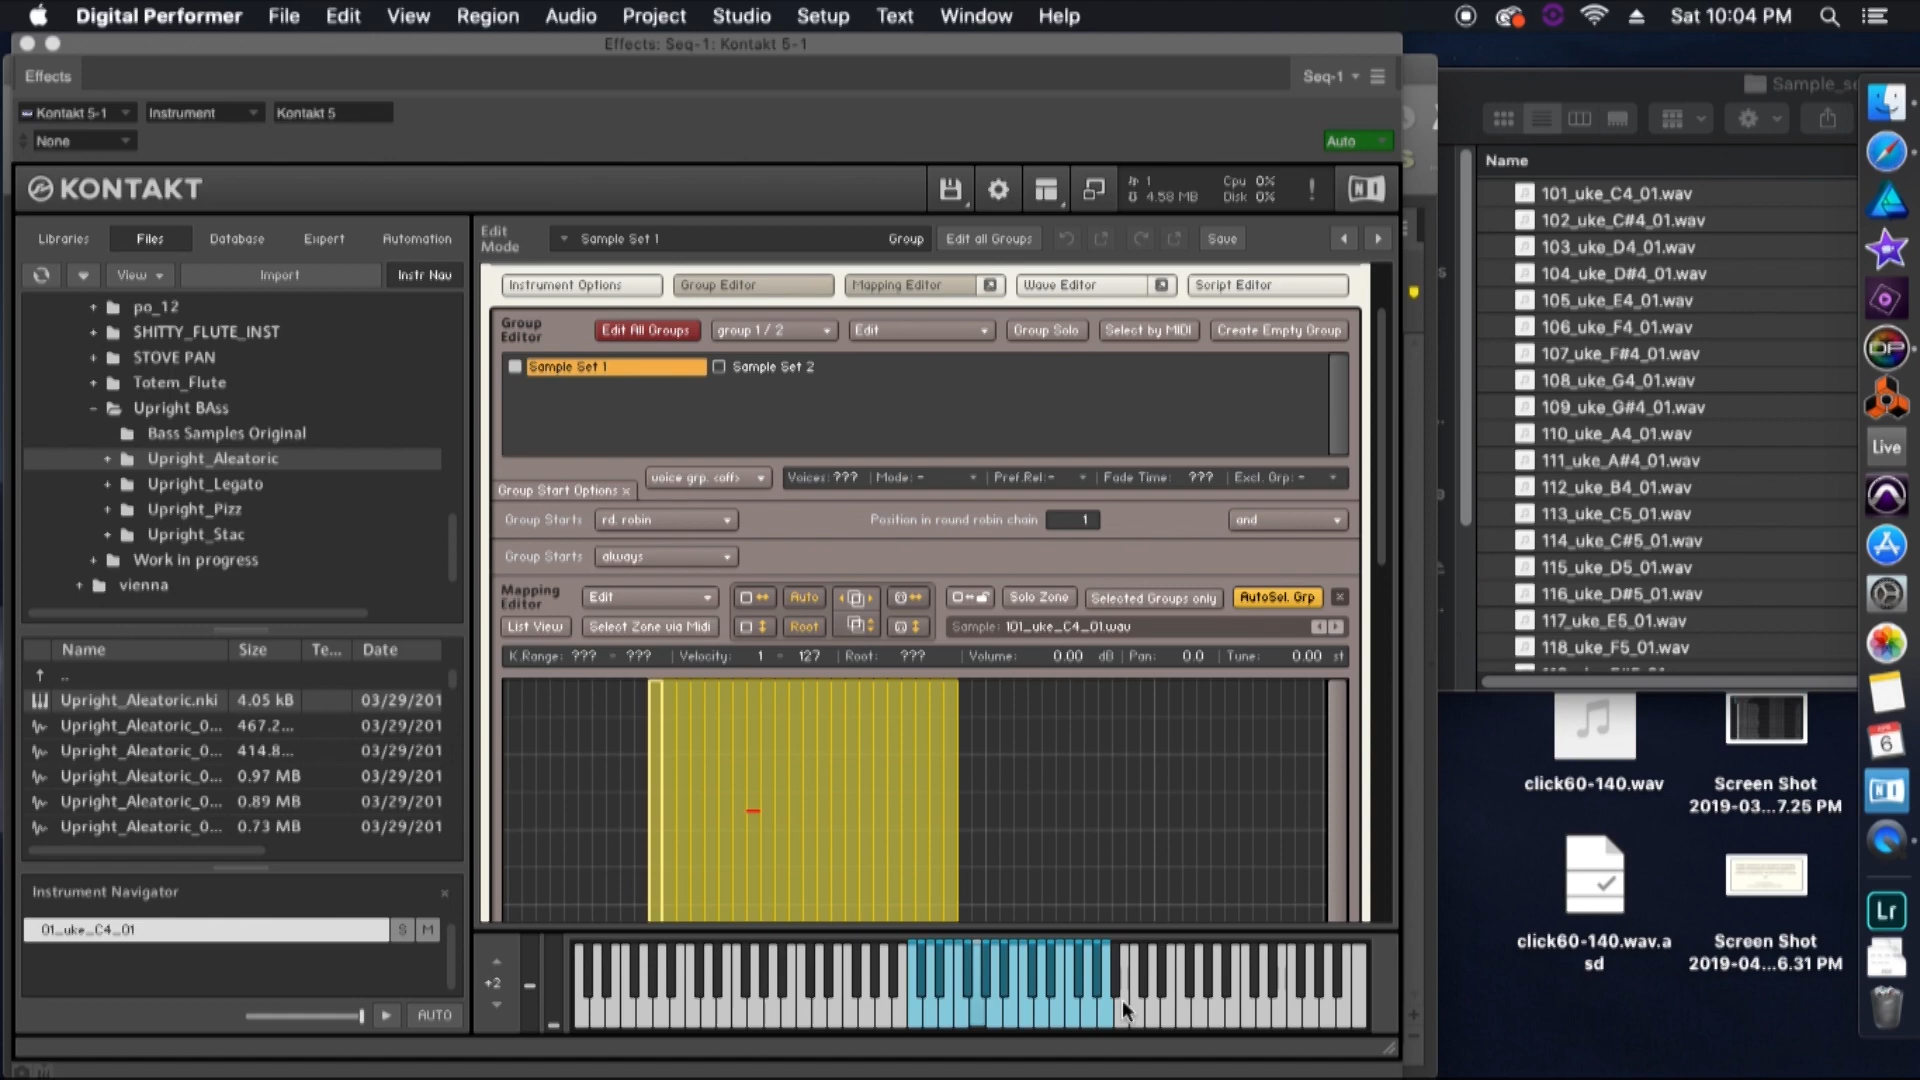 Digital Performer File Edit View Region Audio Project Studio Setup Text Window Help Sat 10:04 PM
Effects: Seq-1: Kontakt 5-1
Effects Seq-1
Kontakt 5-1 Instrument Kontakt 5
None Auto
KONTAKT 1 4.58 MB Cpu 0% Disk 0% NI
Libraries Files Database Expert Automation
View Import Instr Nav
po_12
SHITTY_FLUTE_INST
STOVE PAN
Totem_Flute
Upright BAss
Bass Samples Original
Upright_Aleatoric
Upright_Legato
Upright_Pizz
Upright_Stac
Work in progress
vienna
Name Size Te... Date
..
Upright_Aleatoric.nki 4.05 kB 03/29/201
Upright_Aleatoric_0... 467.2... 03/29/201
Upright_Aleatoric_0... 414.8... 03/29/201
Upright_Aleatoric_0... 0.97 MB 03/29/201
Upright_Aleatoric_0... 0.89 MB 03/29/201
Upright_Aleatoric_0... 0.73 MB 03/29/201
Instrument Navigator
01_uke_C4_01 S M
AUTO
Edit Mode Sample Set 1 Group Edit all Groups Save
Instrument Options Group Editor Mapping Editor Wave Editor Script Editor
Group Editor Edit All Groups group 1 / 2 Edit Group Solo Select by MIDI Create Empty Group
Sample Set 1 Sample Set 2
voice grp. <off> Voices: ??? Mode: - Pref.Rel:- Fade Time: ??? Excl. Grp: -
Group Start Options x
Group Starts rd. robin Position in round robin chain 1 and
Group Starts always
Mapping Editor Edit Auto Solo Zone Selected Groups only AutoSel. Grp
List View Select Zone via Midi Root Sample: 101_uke_C4_01.wav
K.Range: ??? - ??? Velocity: 1 - 127 Root: ??? Volume: 0.00 dB Pan: 0.0 Tune: 0.00 st
+2
Sample_se
Name
101_uke_C4_01.wav
102_uke_C#4_01.wav
103_uke_D4_01.wav
104_uke_D#4_01.wav
105_uke_E4_01.wav
106_uke_F4_01.wav
107_uke_F#4_01.wav
108_uke_G4_01.wav
109_uke_G#4_01.wav
110_uke_A4_01.wav
111_uke_A#4_01.wav
112_uke_B4_01.wav
113_uke_C5_01.wav
114_uke_C#5_01.wav
115_uke_D5_01.wav
116_uke_D#5_01.wav
117_uke_E5_01.wav
118_uke_F5_01.wav
click60-140.wav
Screen Shot
2019-03...7.25 PM
click60-140.wav.a
sd
Screen Shot
2019-04...6.31 PM
DP
Live
6
NI
Lr